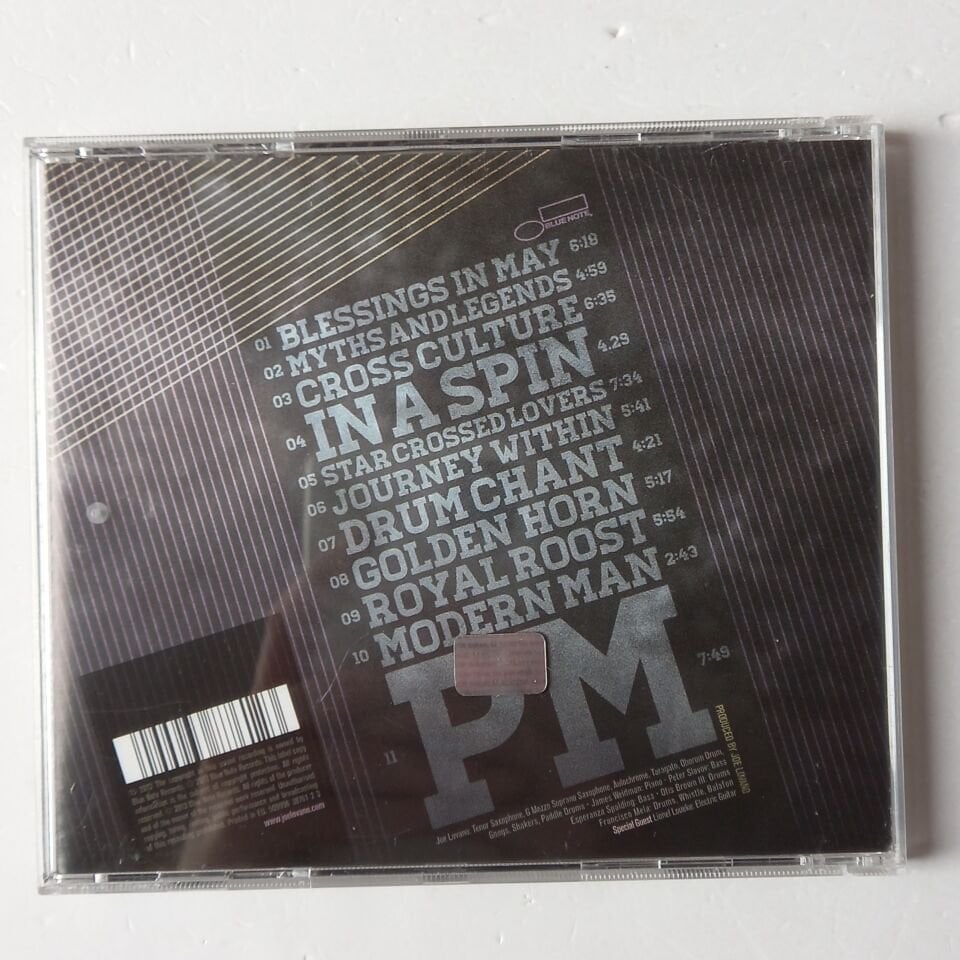 BLUE NOTE
01 BLESSINGS IN MAY 6:18
02 MYTHS AND LEGENDS 4:59
03 CROSS CULTURE 6:35
04 IN A SPIN 4.29
05 STAR CROSSED LOVERS 7:34
06 JOURNEY WITHIN 5:41
07 DRUM CHANT 4:21
08 GOLDEN HORN 5:17
09 ROYAL ROOST 5:54
10 MODERN MAN 2:43
11 PM 7:49
PRODUCED BY JOE LOVANO
Joe Lovano: Tenor Saxophone, G Mezzo Soprano Saxophone, Aulochrome, Tarogato, Oborom Drum,
Gongs, Shakers, Paddle Drums - James Weidman: Piano - Peter Slavov: Bass
Esperanza Spalding: Bass - Otis Brown III: Drums
Francisco Mela: Drums,
Special Guest Lionel Loueke: Electric Guitar
www.joelovano.com